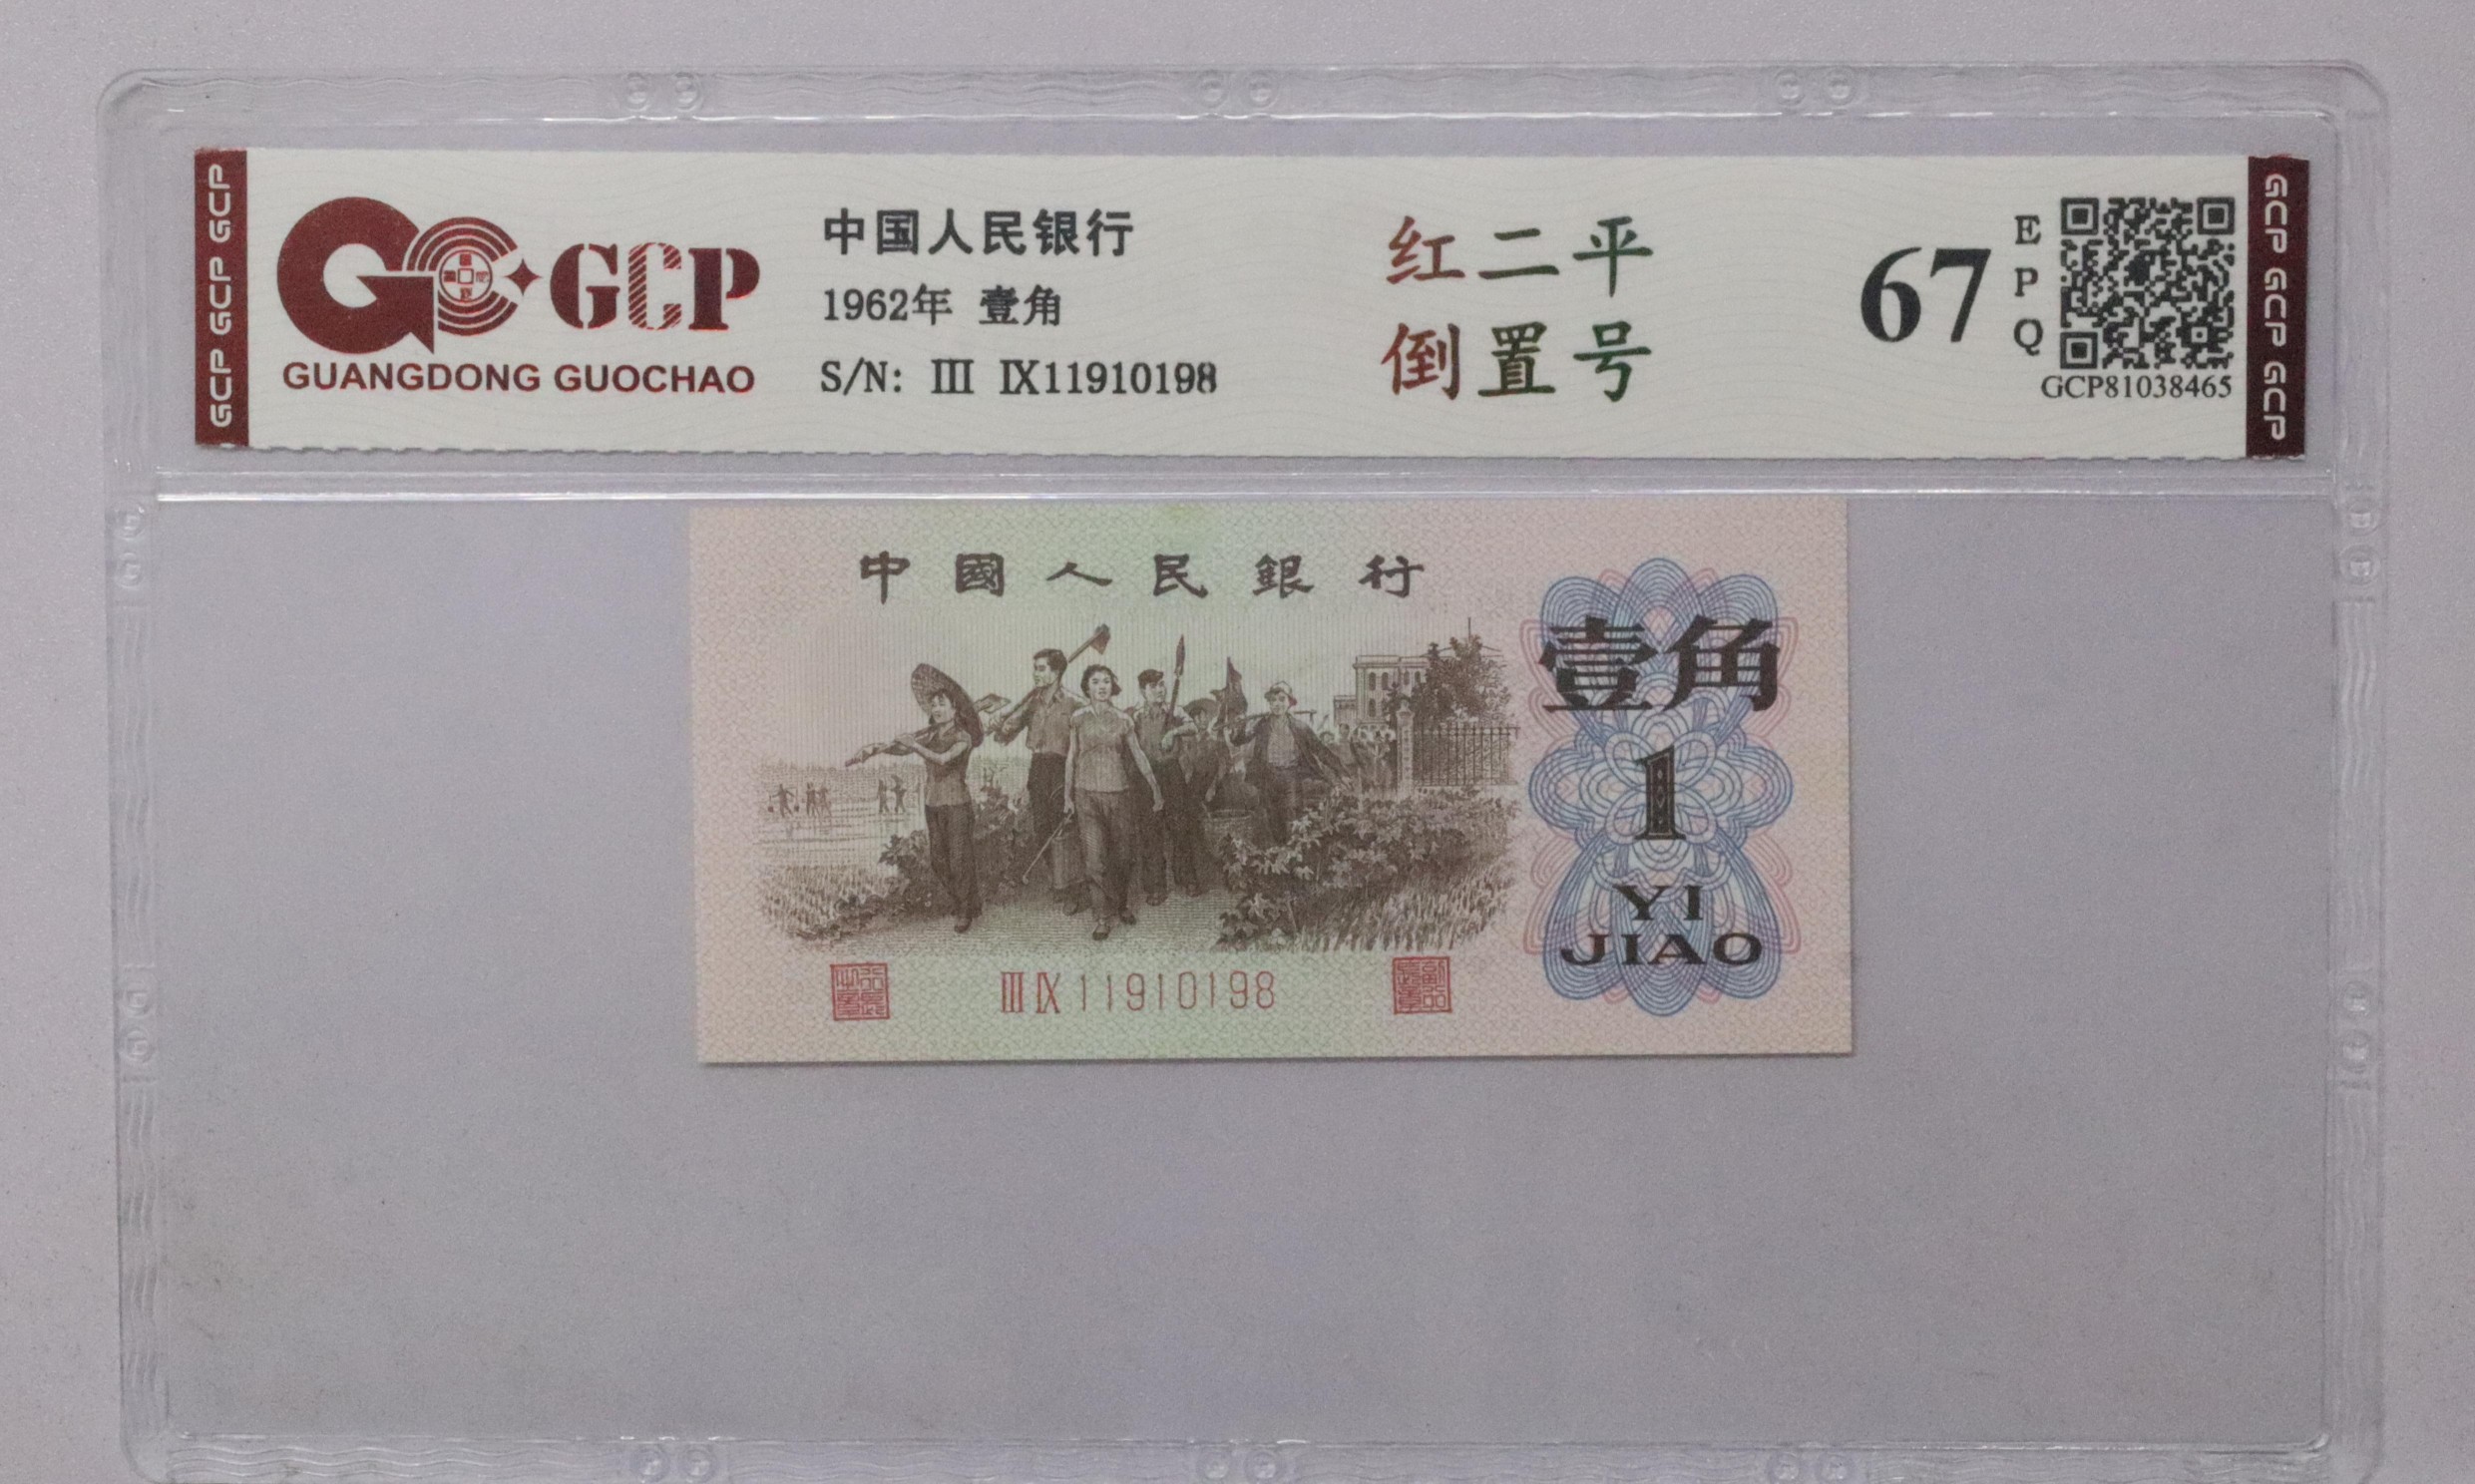 GCP GCP GCP
GCP
GUANGDONG GUOCHAO
中国人民银行
1962年 壹角
S/N: III IX11910198
红二平
倒置号
67
EPQ
GCP81038465
GCP GCP GCP
中國人民銀行
壹角
1
YI
JIAO
III IX 11910198